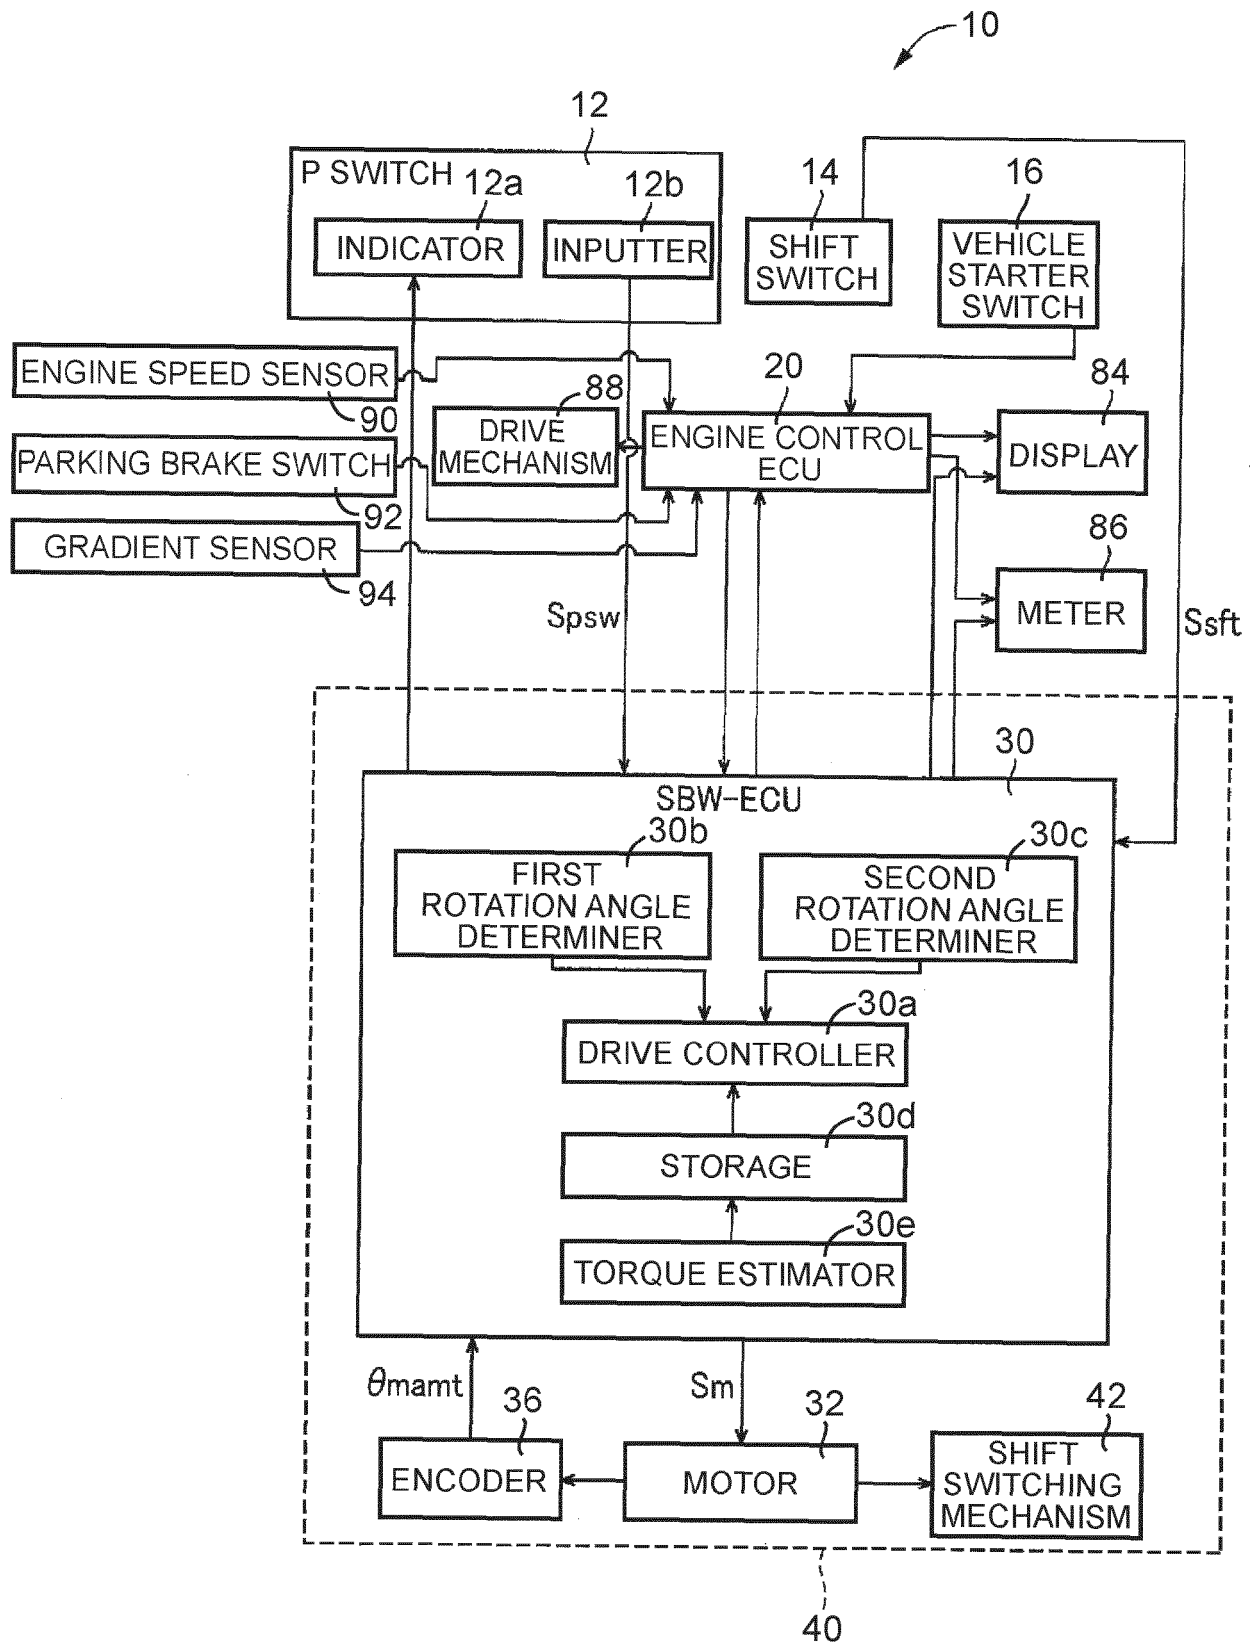 10
12
P SWITCH
12a
12b
INDICATOR
INPUTTER
14
SHIFT
SWITCH
16
VEHICLE
STARTER
SWITCH
ENGINE SPEED SENSOR
90
PARKING BRAKE SWITCH
92
GRADIENT SENSOR
94
88
DRIVE
MECHANISM
20
ENGINE CONTROL
ECU
84
DISPLAY
86
METER
Spsw
Ssft
30
SBW-ECU
30b
FIRST
ROTATION ANGLE
DETERMINER
30c
SECOND
ROTATION ANGLE
DETERMINER
30a
DRIVE CONTROLLER
30d
STORAGE
30e
TORQUE ESTIMATOR
θmamt
Sm
36
ENCODER
32
MOTOR
42
SHIFT
SWITCHING
MECHANISM
40